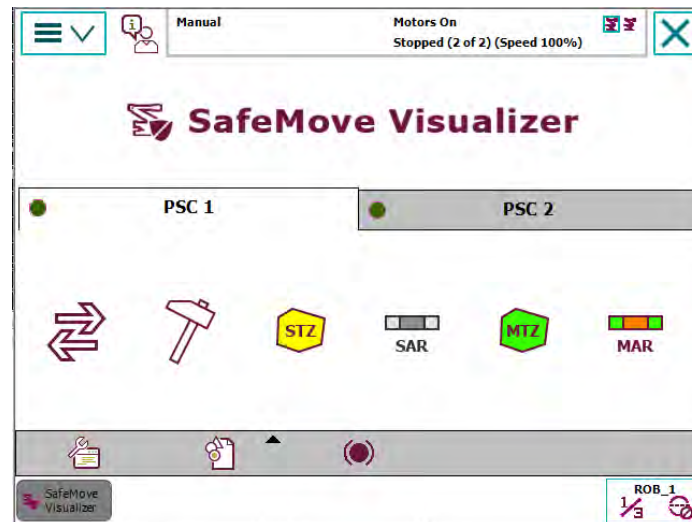 Manual
Motors On
Stopped (2 of 2) (Speed 100%)
SafeMove Visualizer
PSC 1
PSC 2
STZ
SAR
MTZ
MAR
SafeMove
Visualizer
ROB_1
1/3